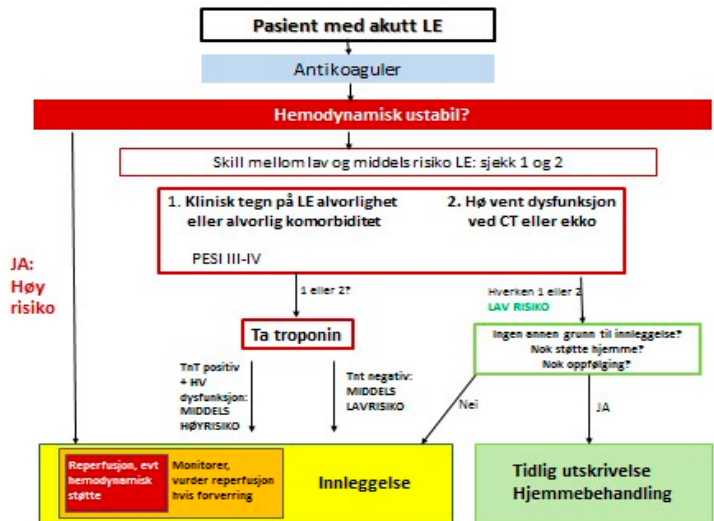 Pasient med akutt LE
Antikoaguler
Hemodynamisk ustabil?
Skill mellom lav og middels risiko LE: sjekk 1 og 2
1. Klinisk tegn på LE alvorlighet
eller alvorlig komorbiditet
PESI III-IV
2. Hø vent dysfunksjon
ved CT eller ekko
JA:
Høy
risiko
1 eller 2?
Hverken 1 eller 2
LAV RISIKO
Ta troponin
Ingen annen grunn til innleggelse?
Nok støtte hjemme?
Nok oppfølging?
TnT positiv
+ HV
dysfunksjon:
MIDDELS
HØYRISIKO
Tnt negativ:
MIDDELS
LAVRISIKO
Nei
JA
Reperfusjon, evt
hemodynamisk
støtte
Monitorer,
vurder reperfusjon
hvis forverring
Innleggelse
Tidlig utskrivelse
Hjemmebehandling